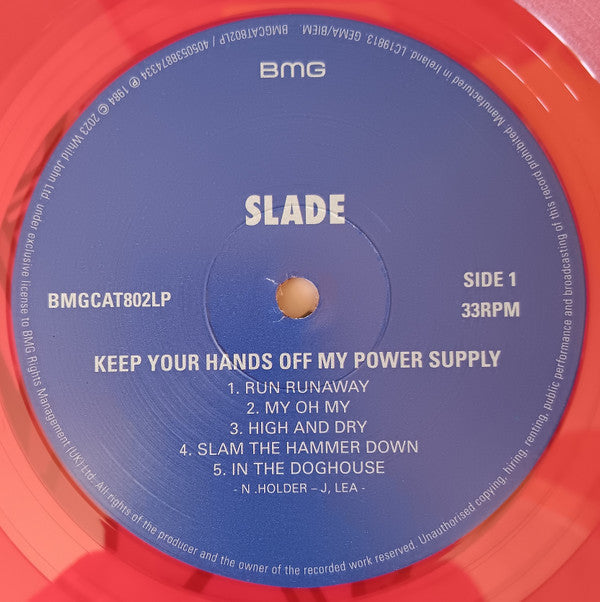 BMG
SLADE
BMGCAT802LP
SIDE 1
33RPM
KEEP YOUR HANDS OFF MY POWER SUPPLY
1. RUN RUNAWAY
2. MY OH MY
3. HIGH AND DRY
4. SLAM THE HAMMER DOWN
5. IN THE DOGHOUSE
- N .HOLDER – J, LEA -
BMGCAT802LP / 4050538874334 ℗ 1984 © 2023 Whild John Ltd. under exclusive license to BMG Rights Management (UK) Ltd. All rights of the producer and the owner of the recorded work reserved. Unauthorised copying, hiring, renting, public performance and broadcasting of this record prohibited. Manufactured in Ireland. LC19813 GEMA/BIEM